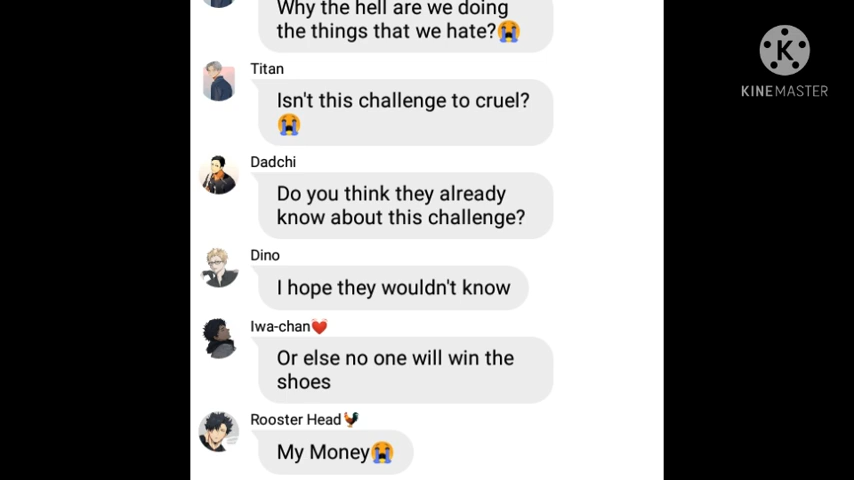 Why the hell are we doing
the things that we hate?😭
KINEMASTER
Titan
Isn't this challenge to cruel?
😭
Dadchi
Do you think they already
know about this challenge?
Dino
I hope they wouldn't know
Iwa-chan❤️
Or else no one will win the
shoes
Rooster Head🐓
My Money😭